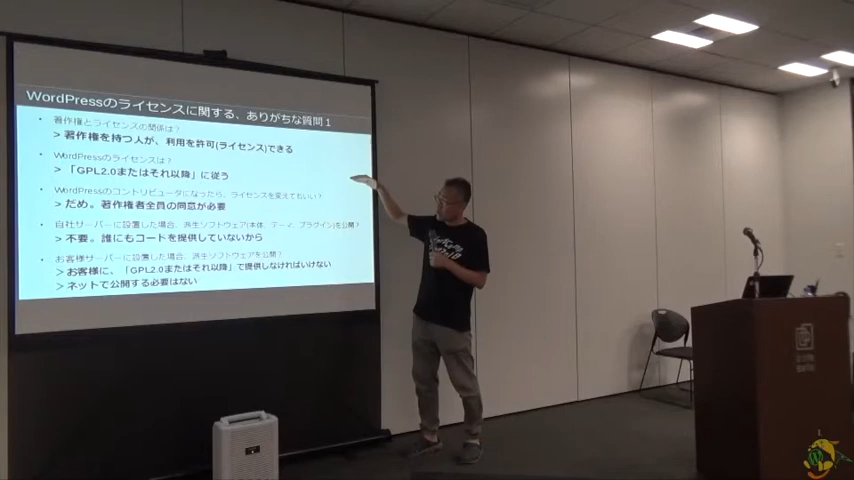 WordPressのライセンスに関する、ありがちな質問1
• 著作権とライセンスの関係は？
> 著作権を持つ人が、利用を許可(ライセンス)できる
• WordPressのライセンスは？
> 「GPL2.0またはそれ以降」に従う
• WordPressのコントリビュータになったら、ライセンスを変えてもいい？
> だめ。著作権者全員の同意が必要
• 自社サーバーに設置した場合、派生ソフトウェア(本体、テーマ、プラグイン)を公開？
> 不要。誰にもコードを提供していないから
• お客様サーバーに設置した場合、派生ソフトウェアを公開？
> お客様に、「GPL2.0またはそれ以降」で提供しなければいけない
> ネットで公開する必要はない